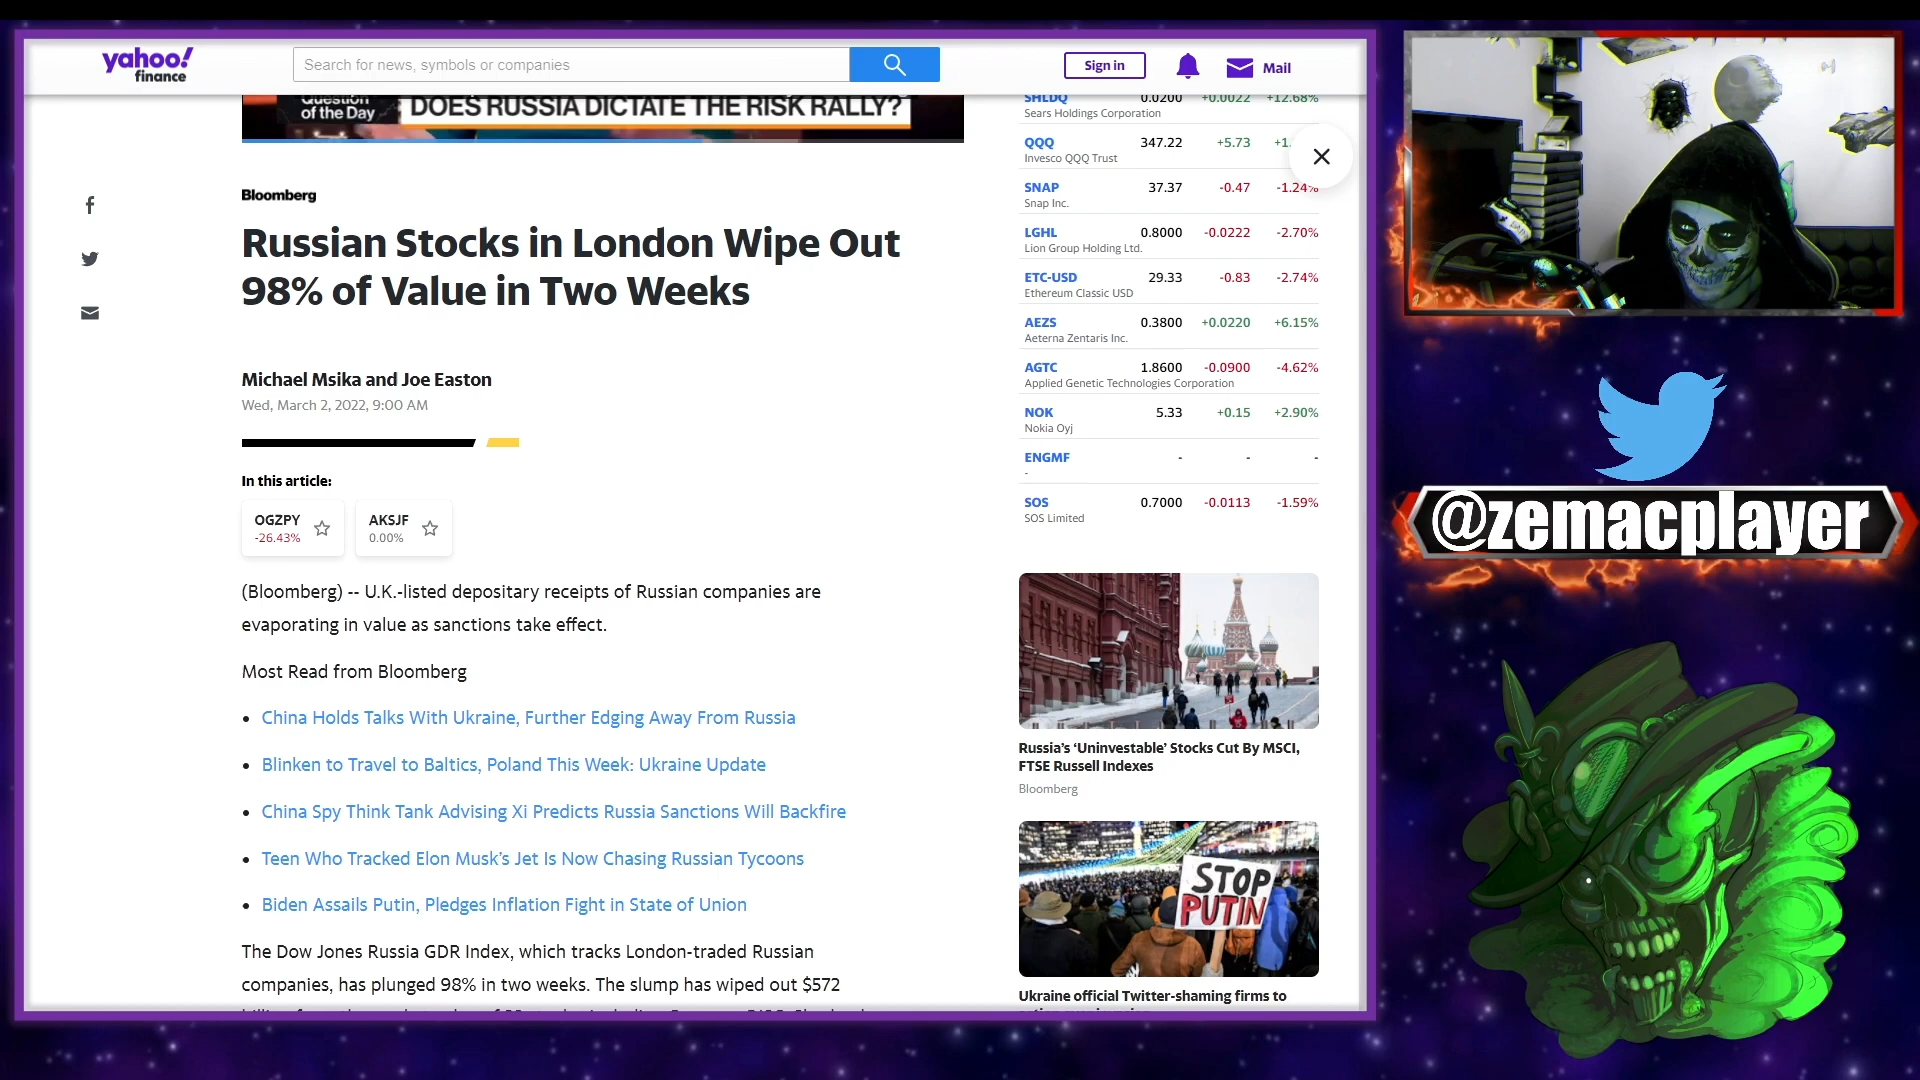 yahoo!
finance
Search for news, symbols or companies
Sign in
Mail
Question
of the Day
DOES RUSSIA DICTATE THE RISK RALLY?
Bloomberg
Russian Stocks in London Wipe Out
98% of Value in Two Weeks
Michael Msika and Joe Easton
Wed, March 2, 2022, 9:00 AM
In this article:
OGZPY
-26.43%
AKSJF
0.00%
(Bloomberg) -- U.K.-listed depositary receipts of Russian companies are
evaporating in value as sanctions take effect.
Most Read from Bloomberg
China Holds Talks With Ukraine, Further Edging Away From Russia
Blinken to Travel to Baltics, Poland This Week: Ukraine Update
China Spy Think Tank Advising Xi Predicts Russia Sanctions Will Backfire
Teen Who Tracked Elon Musk's Jet Is Now Chasing Russian Tycoons
Biden Assails Putin, Pledges Inflation Fight in State of Union
The Dow Jones Russia GDR Index, which tracks London-traded Russian
companies, has plunged 98% in two weeks. The slump has wiped out $572
SHLDQ 0.0200 +0.0022 +12.68%
Sears Holdings Corporation
QQQ 347.22 +5.73 +1.
Invesco QQQ Trust
SNAP 37.37 -0.47 -1.24%
Snap Inc.
LGHL 0.8000 -0.0222 -2.70%
Lion Group Holding Ltd.
ETC-USD 29.33 -0.83 -2.74%
Ethereum Classic USD
AEZS 0.3800 +0.0220 +6.15%
Aeterna Zentaris Inc.
AGTC 1.8600 -0.0900 -4.62%
Applied Genetic Technologies Corporation
NOK 5.33 +0.15 +2.90%
Nokia Oyj
ENGMF - - -
-
SOS 0.7000 -0.0113 -1.59%
SOS Limited
Russia's ‘Uninvestable’ Stocks Cut By MSCI,
FTSE Russell Indexes
Bloomberg
STOP
PUTIN
Ukraine official Twitter-shaming firms to
@zemacplayer